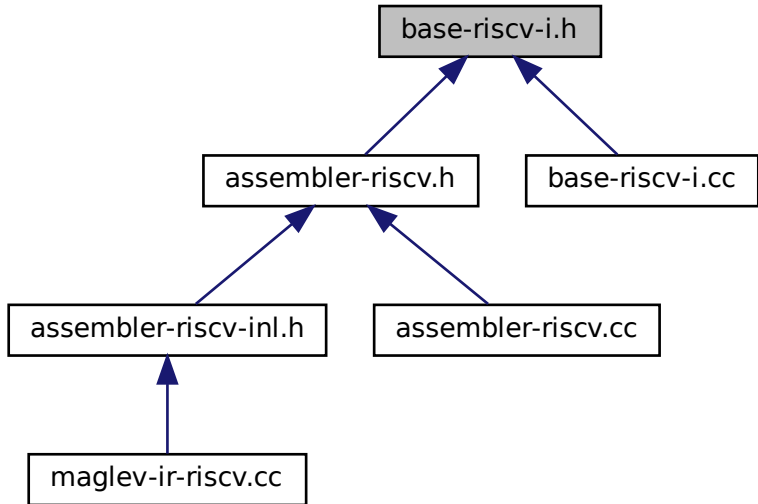 base-riscv-i.h
assembler-riscv.h
base-riscv-i.cc
assembler-riscv-inl.h
assembler-riscv.cc
maglev-ir-riscv.cc